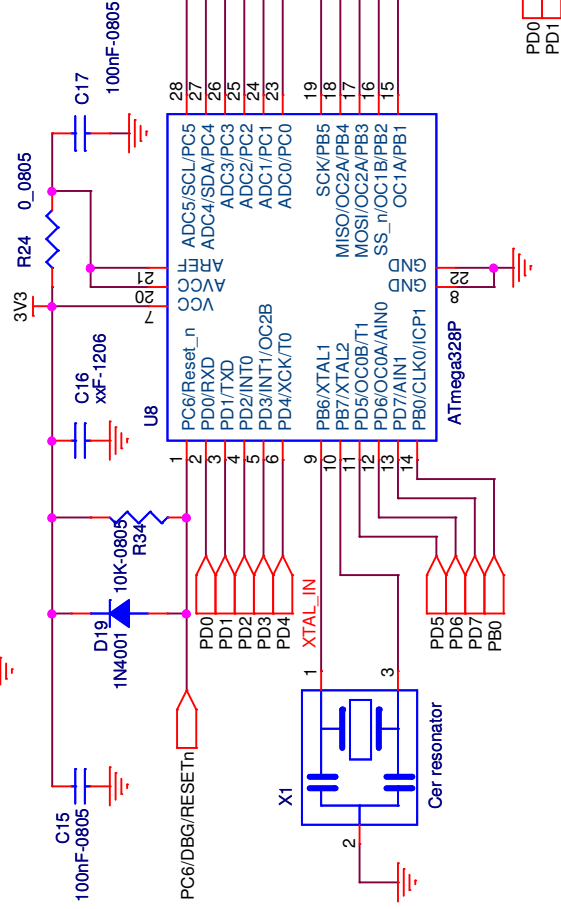 100nF-0805
C17
0_0805
R24
3V3
C16
xxF-1206
R34
10K-0805
D19
1N4001
C15
100nF-0805
PC6/DBG/RESETn
U8
ATmega328P
28
27
26
25
24
23
19
18
17
16
15
ADC5/SCL/PC5
ADC4/SDA/PC4
ADC3/PC3
ADC2/PC2
ADC1/PC1
ADC0/PC0
SCK/PB5
MISO/OC2A/PB4
MOSI/OC2A/PB3
SS_n/OC1B/PB2
OC1A/PB1
AREF
AVCC
VCC
21
20
7
GND
GND
22
8
PC6/Reset_n
PD0/RXD
PD1/TXD
PD2/INT0
PD3/INT1/OC2B
PD4/XCK/T0
PB6/XTAL1
PB7/XTAL2
PD5/OC0B/T1
PD6/OC0A/AIN0
PD7/AIN1
PB0/CLK0/ICP1
1
2
3
4
5
6
9
10
11
12
13
14
PD0
PD1
PD2
PD3
PD4
XTAL_IN
PD5
PD6
PD7
PB0
X1
1
3
2
Cer resonator
PD0
PD1